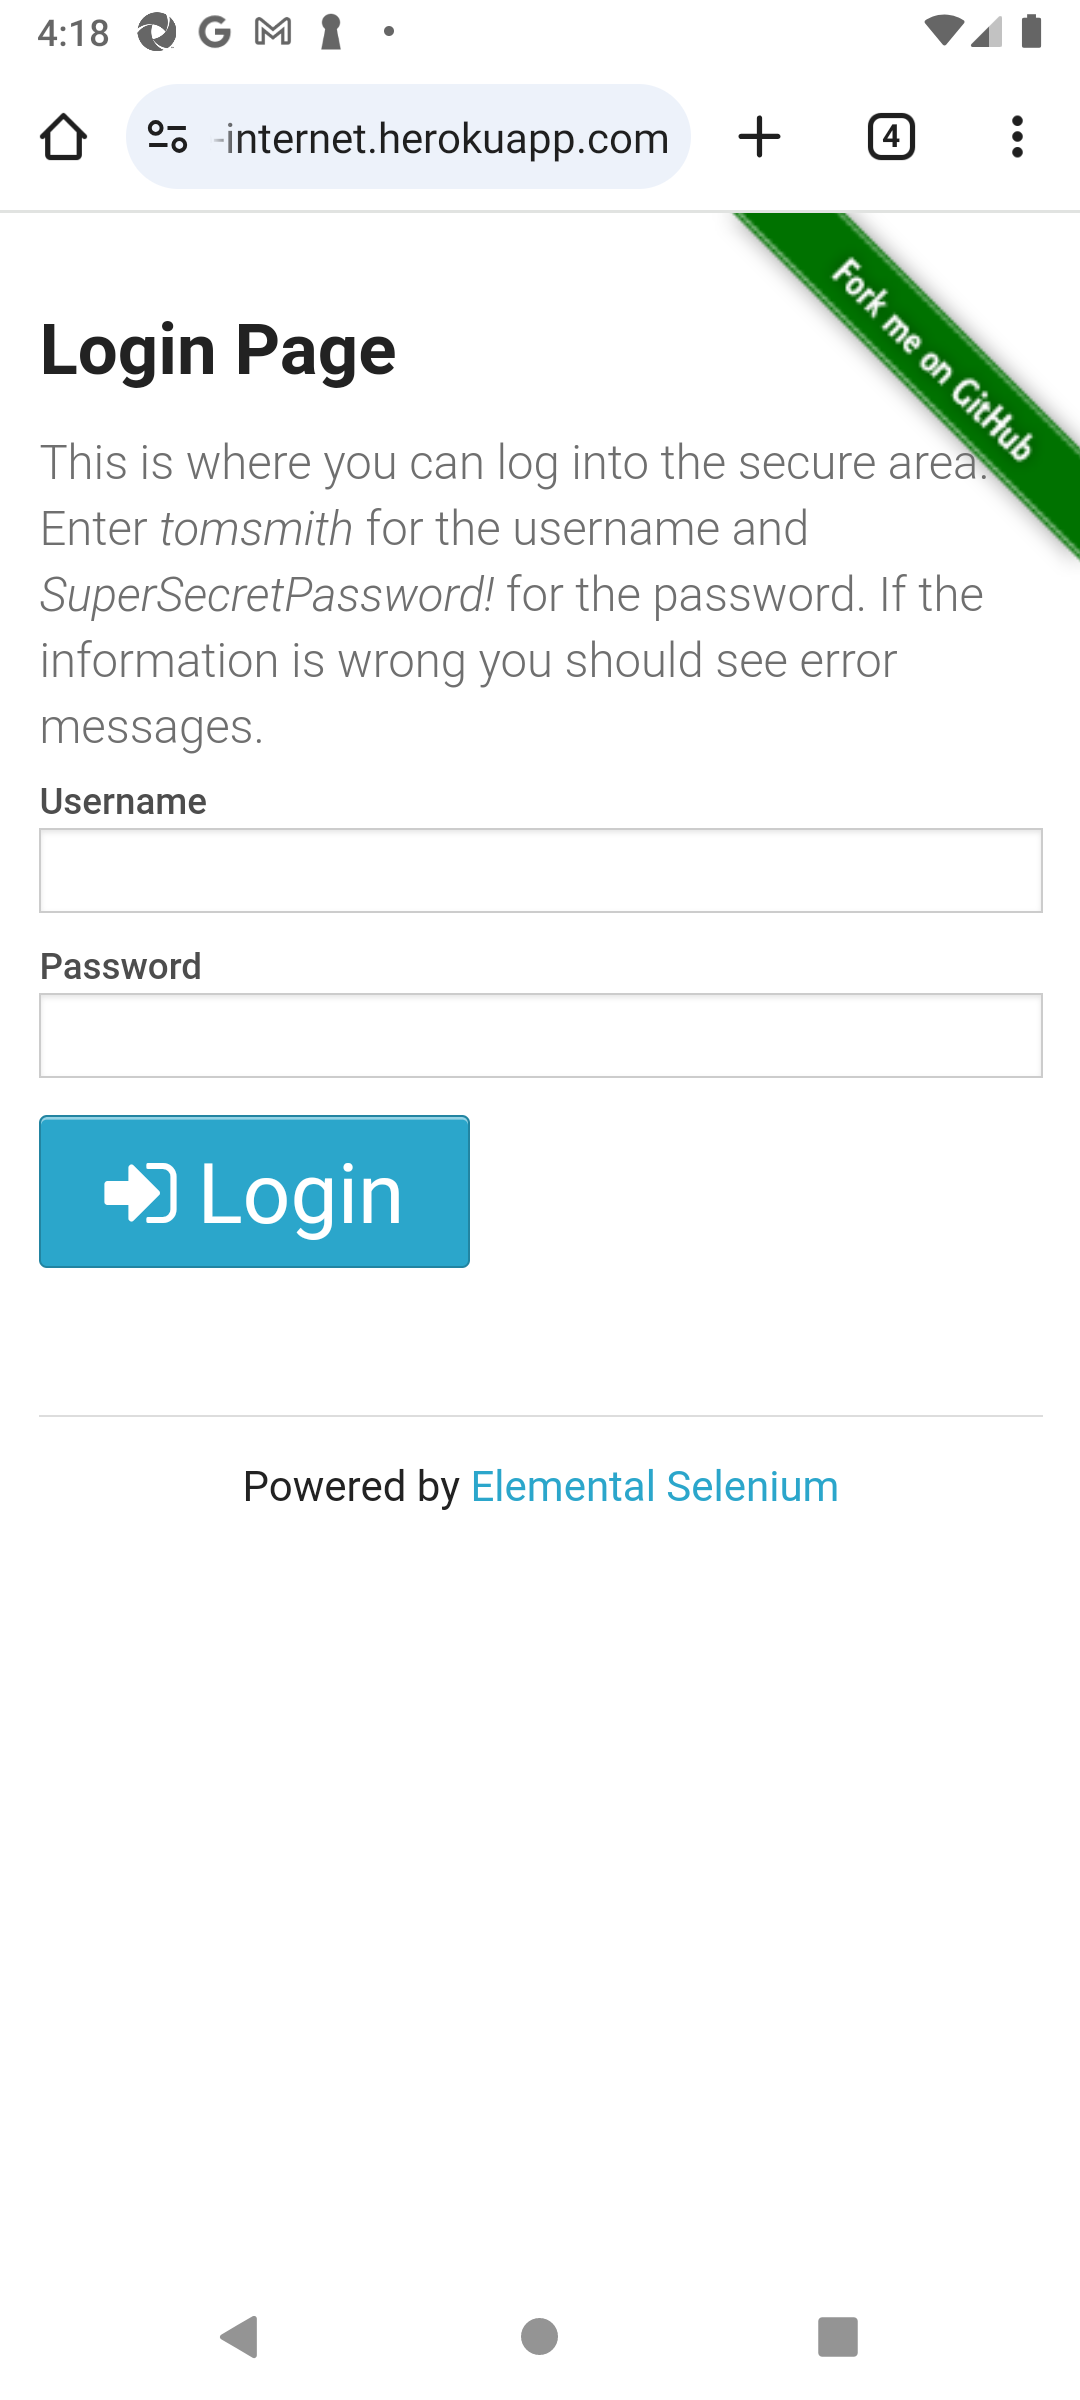 4:18
-internet.herokuapp.com
4
Fork me on GitHub
Login Page
This is where you can log into the secure area.
Enter tomsmith for the username and
SuperSecretPassword! for the password. If the
information is wrong you should see error
messages.
Username
Password
Login
Powered by Elemental Selenium